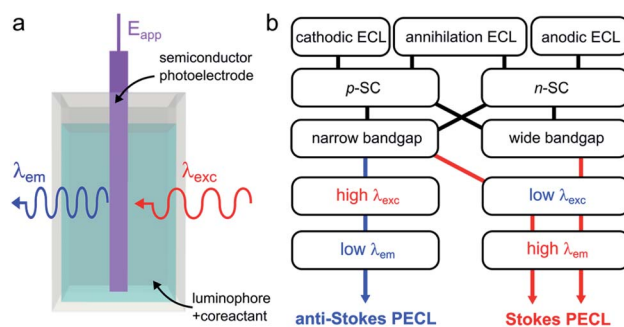 a
E_app
semiconductor
photoelectrode
λ_em
λ_exc
luminophore
+coreactant
b
cathodic ECL
annihilation ECL
anodic ECL
p-SC
n-SC
narrow bandgap
wide bandgap
high λ_exc
low λ_exc
low λ_em
high λ_em
anti-Stokes PECL
Stokes PECL